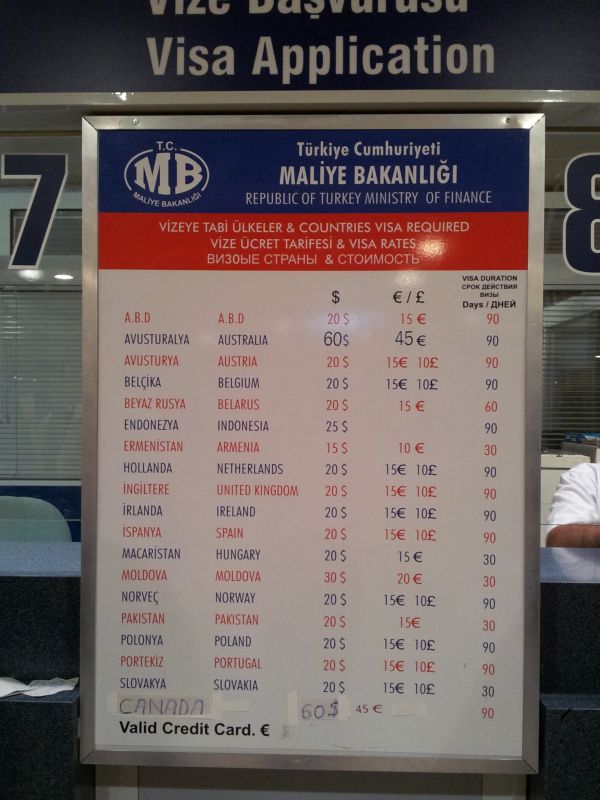 Vize Başvurusu
Visa Application
7
8
T.C.
MB
MALİYE BAKANLIĞI
Türkiye Cumhuriyeti
MALİYE BAKANLIĞI
REPUBLIC OF TURKEY MINISTRY OF FINANCE
VİZEYE TABİ ÜLKELER & COUNTRIES VISA REQUIRED
VİZE ÜCRET TARİFESİ & VISA RATES
ВИЗОЫЕ СТРАНЫ & СТОИМОСТЬ
VISA DURATION
СРОК ДЕЙСТВИЯ
ВИЗЫ
$ € / £ Days / ДНЕЙ
A.B.D A.B.D 20 $ 15 € 90
AVUSTURALYA AUSTRALIA 60$ 45 € 90
AVUSTURYA AUSTRIA 20 $ 15€ 10£ 90
BELÇİKA BELGIUM 20 $ 15€ 10£ 90
BEYAZ RUSYA BELARUS 20 $ 15 € 60
ENDONEZYA INDONESIA 25 $ 90
ERMENİSTAN ARMENIA 15 $ 10 € 30
HOLLANDA NETHERLANDS 20 $ 15€ 10£ 90
İNGİLTERE UNITED KINGDOM 20 $ 15€ 10£ 90
İRLANDA IRELAND 20 $ 15€ 10£ 90
İSPANYA SPAIN 20 $ 15€ 10£ 90
MACARİSTAN HUNGARY 20 $ 15 € 30
MOLDOVA MOLDOVA 30 $ 20 € 30
NORVEÇ NORWAY 20 $ 15€ 10£ 90
PAKISTAN PAKISTAN 20 $ 15€ 30
POLONYA POLAND 20 $ 15€ 10£ 90
PORTEKİZ PORTUGAL 20 $ 15€ 10£ 90
SLOVAKYA SLOVAKIA 20 $ 15€ 10£ 30
CANADA 60$ 45 € 90
Valid Credit Card. €